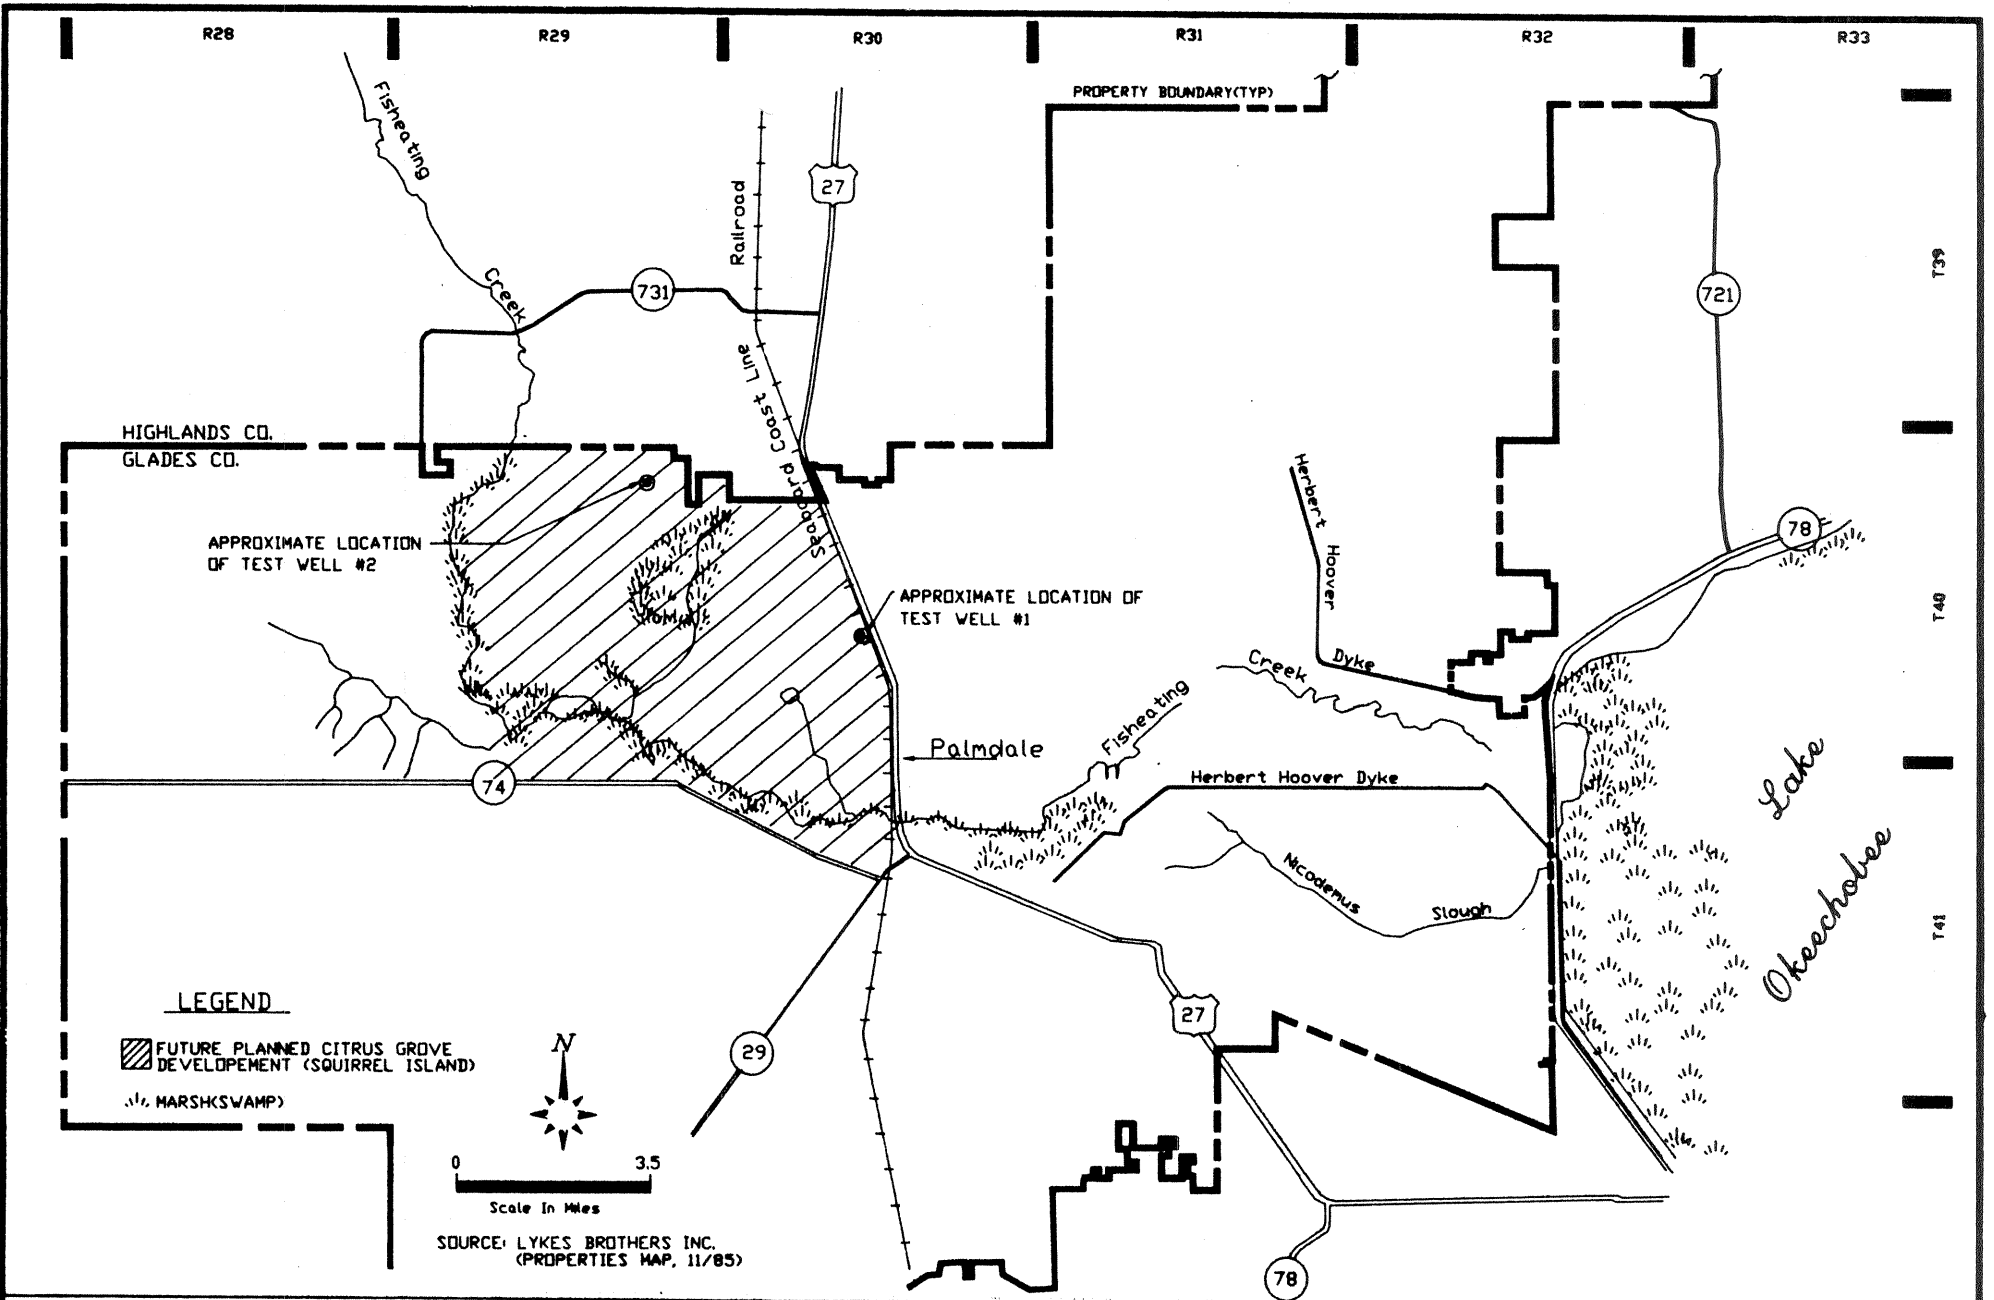 R28
R29
R30
R31
R32
R33
PROPERTY BOUNDARY(TYP)
Fisheating
Creek
Railroad
27
731
721
T39
Seaboard Coast Line
HIGHLANDS CO.
GLADES CO.
APPROXIMATE LOCATION
OF TEST WELL #2
APPROXIMATE LOCATION OF
TEST WELL #1
Herbert
Hoover
Dyke
78
T40
Creek
Fisheating
Palmdale
74
Herbert Hoover Dyke
Lake
Okeechobee
Nicodemus
Slough
T41
27
29
LEGEND
FUTURE PLANNED CITRUS GROVE
DEVELOPEMENT (SQUIRREL ISLAND)
MARSH(SWAMP)
N
0 3.5
Scale In Miles
SOURCE: LYKES BROTHERS INC.
(PROPERTIES MAP, 11/85)
78